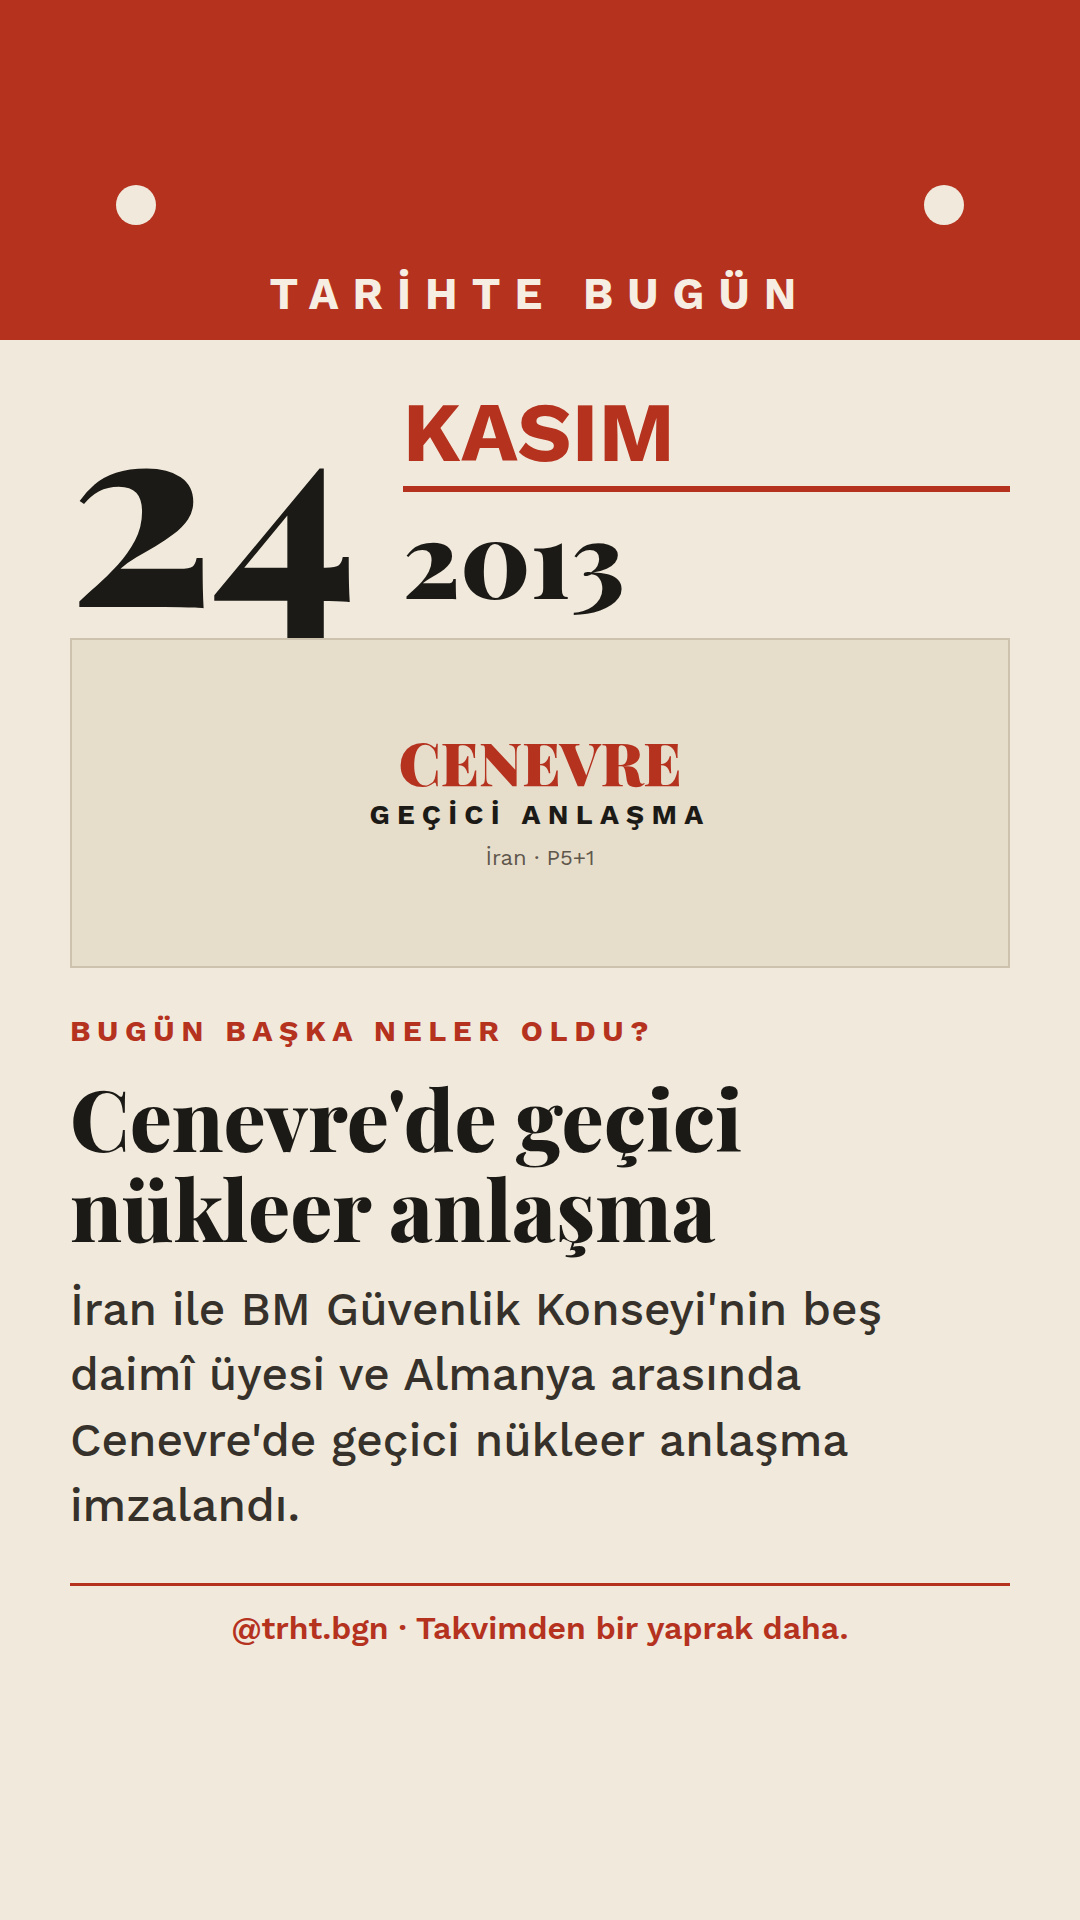 TARİHTE BUGÜN
24
KASIM
2013
CENEVRE
GEÇİCİ ANLAŞMA
İran · P5+1
BUGÜN BAŞKA NELER OLDU?
Cenevre'de geçici
nükleer anlaşma
İran ile BM Güvenlik Konseyi'nin beş
daimî üyesi ve Almanya arasında
Cenevre'de geçici nükleer anlaşma
imzalandı.
@trht.bgn · Takvimden bir yaprak daha.